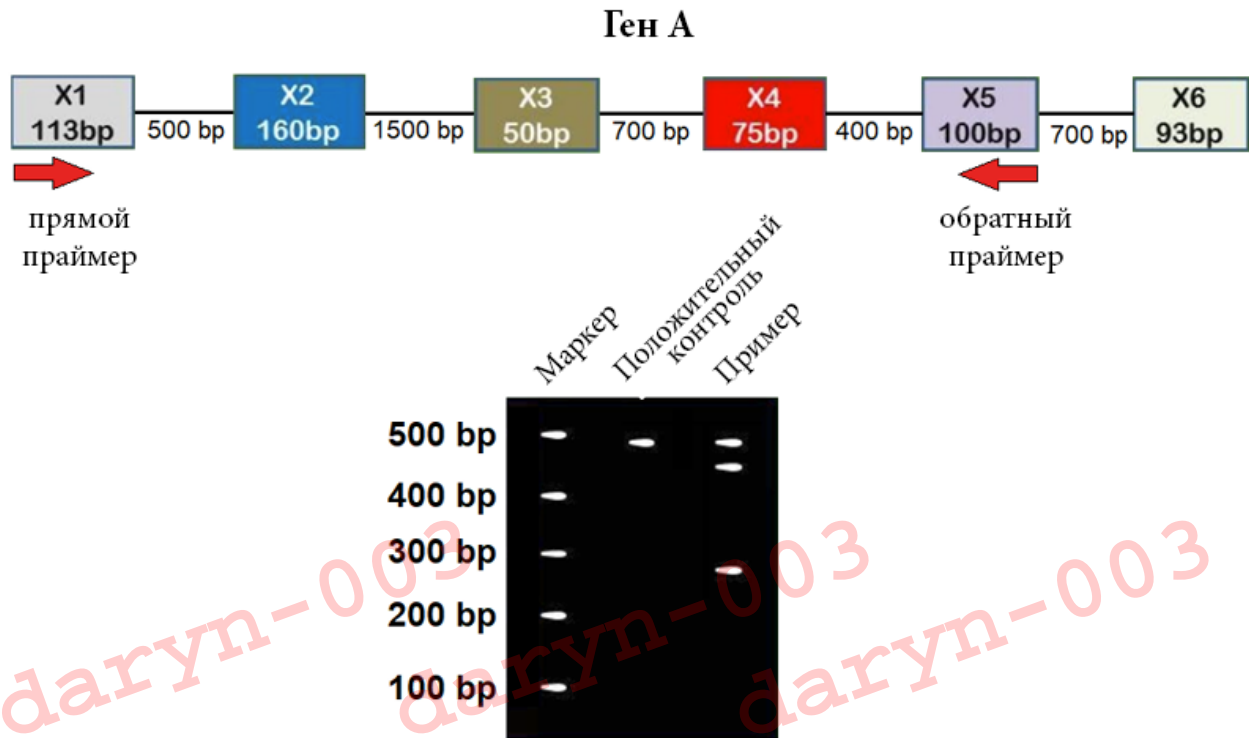 Ген А
X1 X2 X3 X4 X5 X6
113bp 160bp 50bp 75bp 100bp 93bp
500 bp 1500 bp 700 bp 400 bp 700 bp
прямой
праймер
обратный
праймер
Маркер
Положительный
контроль
Пример
500 bp
400 bp
300 bp
200 bp
100 bp
daryn-003
daryn-003
daryn-003